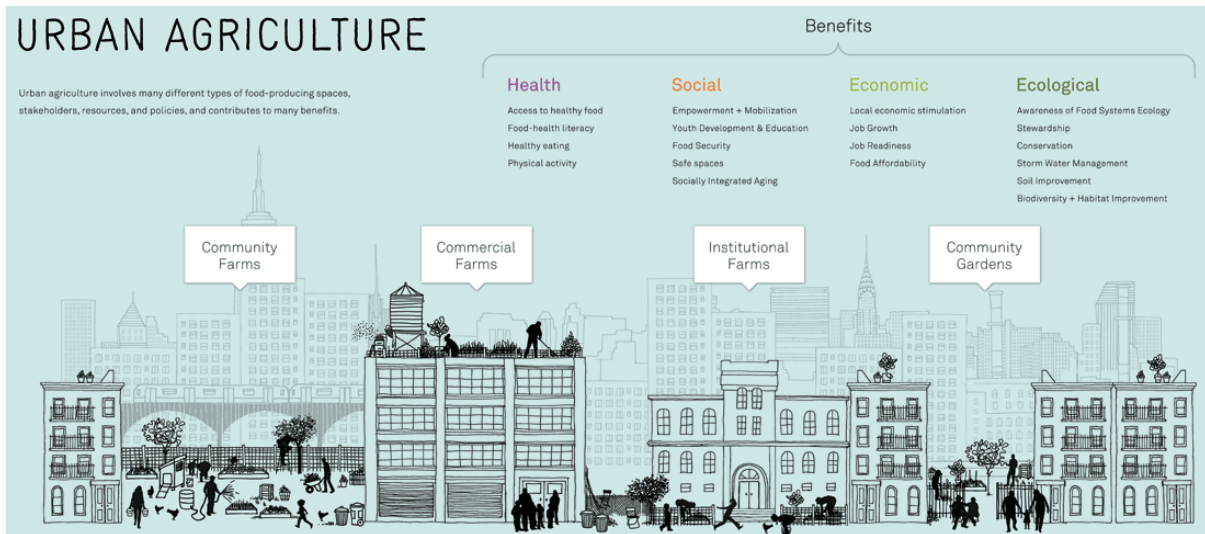 URBAN AGRICULTURE
Urban agriculture involves many different types of food-producing spaces,
stakeholders, resources, and policies, and contributes to many benefits.
Benefits
Health
Access to healthy food
Food-health literacy
Healthy eating
Physical activity
Social
Empowerment + Mobilization
Youth Development & Education
Food Security
Safe spaces
Socially Integrated Aging
Economic
Local economic stimulation
Job Growth
Job Readiness
Food Affordability
Ecological
Awareness of Food Systems Ecology
Stewardship
Conservation
Storm Water Management
Soil Improvement
Biodiversity + Habitat Improvement
Community
Farms
Commercial
Farms
Institutional
Farms
Community
Gardens